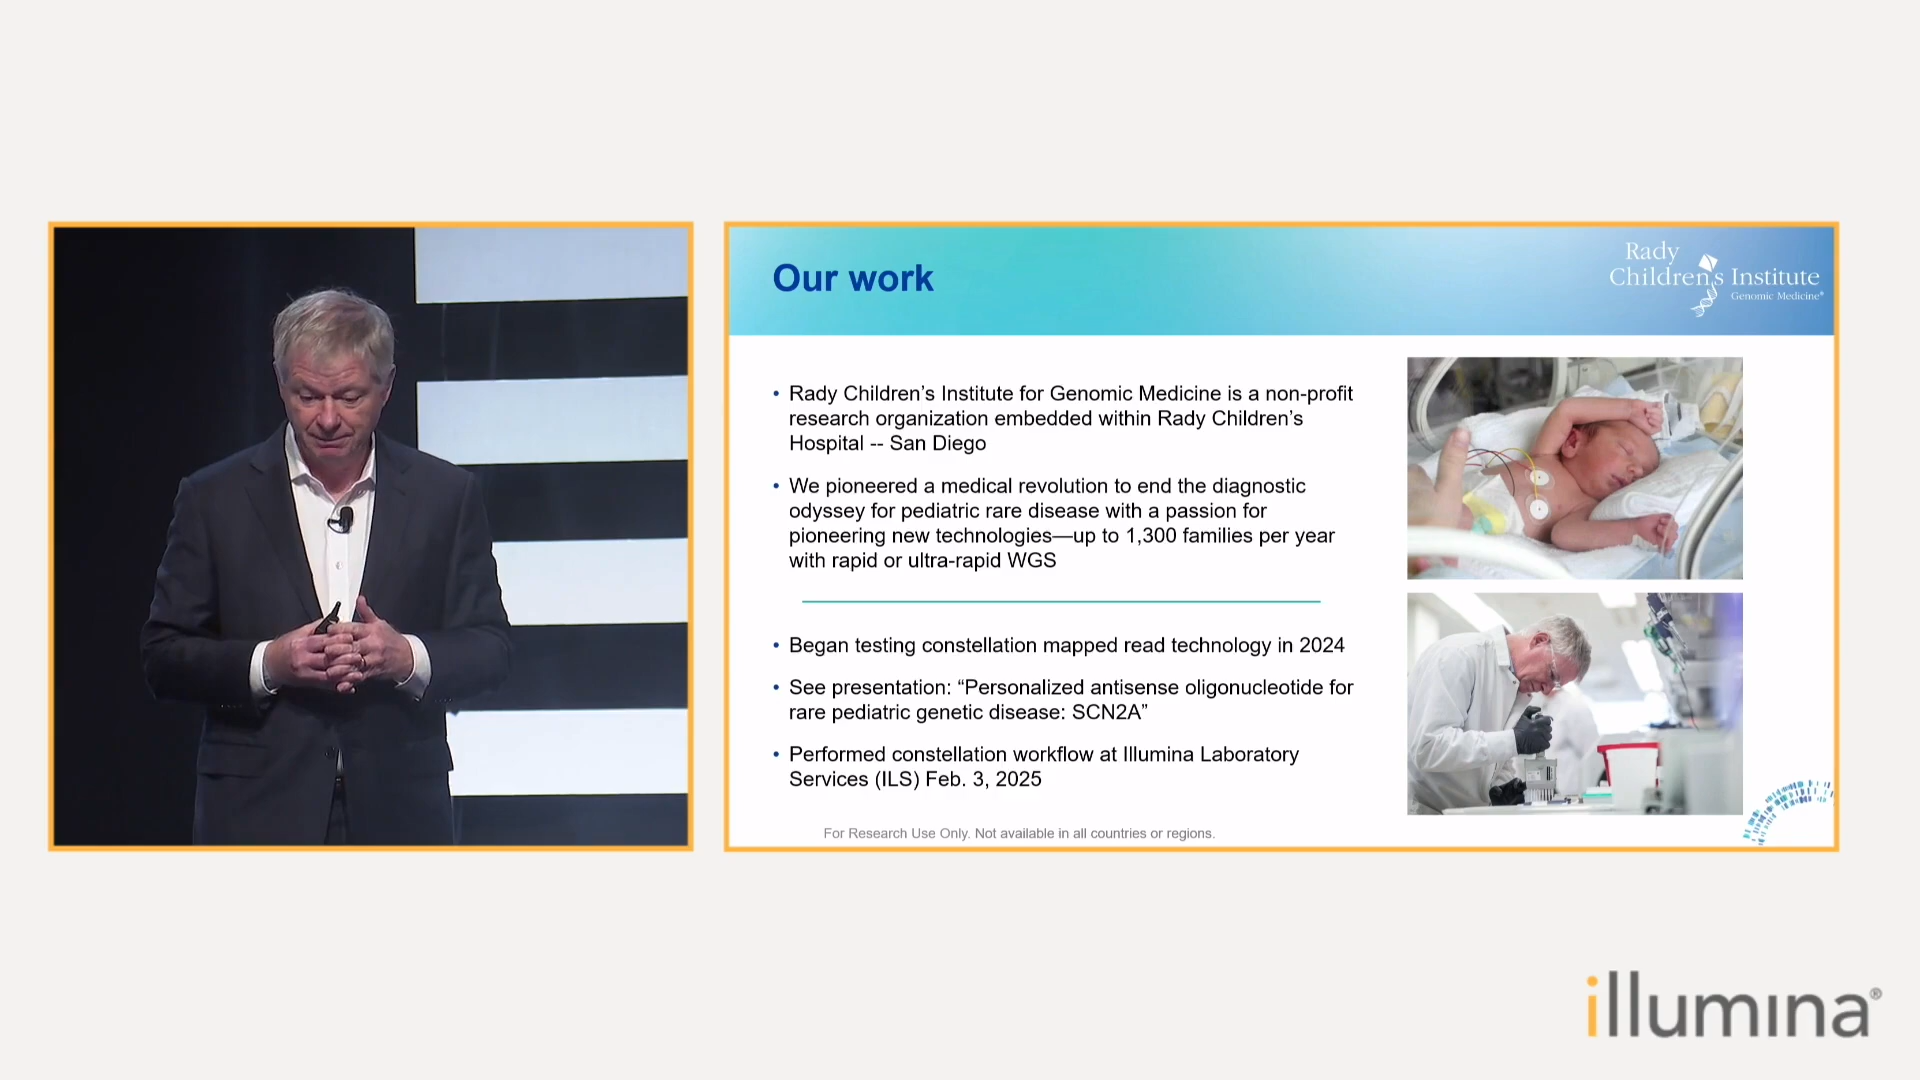 Our work
Rady
Children's Institute
Genomic Medicine®
• Rady Children’s Institute for Genomic Medicine is a non-profit
research organization embedded within Rady Children’s
Hospital -- San Diego
• We pioneered a medical revolution to end the diagnostic
odyssey for pediatric rare disease with a passion for
pioneering new technologies—up to 1,300 families per year
with rapid or ultra-rapid WGS
• Began testing constellation mapped read technology in 2024
• See presentation: “Personalized antisense oligonucleotide for
rare pediatric genetic disease: SCN2A”
• Performed constellation workflow at Illumina Laboratory
Services (ILS) Feb. 3, 2025
For Research Use Only. Not available in all countries or regions.
illumina®